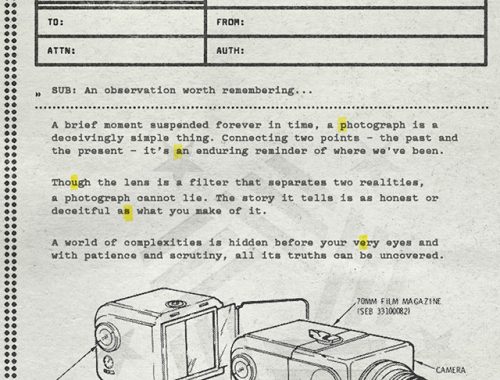 TO: FROM:
ATTN: AUTH:
” SUB: An observation worth remembering...
A brief moment suspended forever in time, a photograph is a
deceivingly simple thing. Connecting two points – the past and
the present – it's an enduring reminder of where we've been.
Though the lens is a filter that separates two realities,
a photograph cannot lie. The story it tells is as honest or
deceitful as what you make of it.
A world of complexities is hidden before your very eyes and
with patience and scrutiny, all its truths can be uncovered.
70MM FILM MAGAZINE
(SEB 33100082)
CAMERA